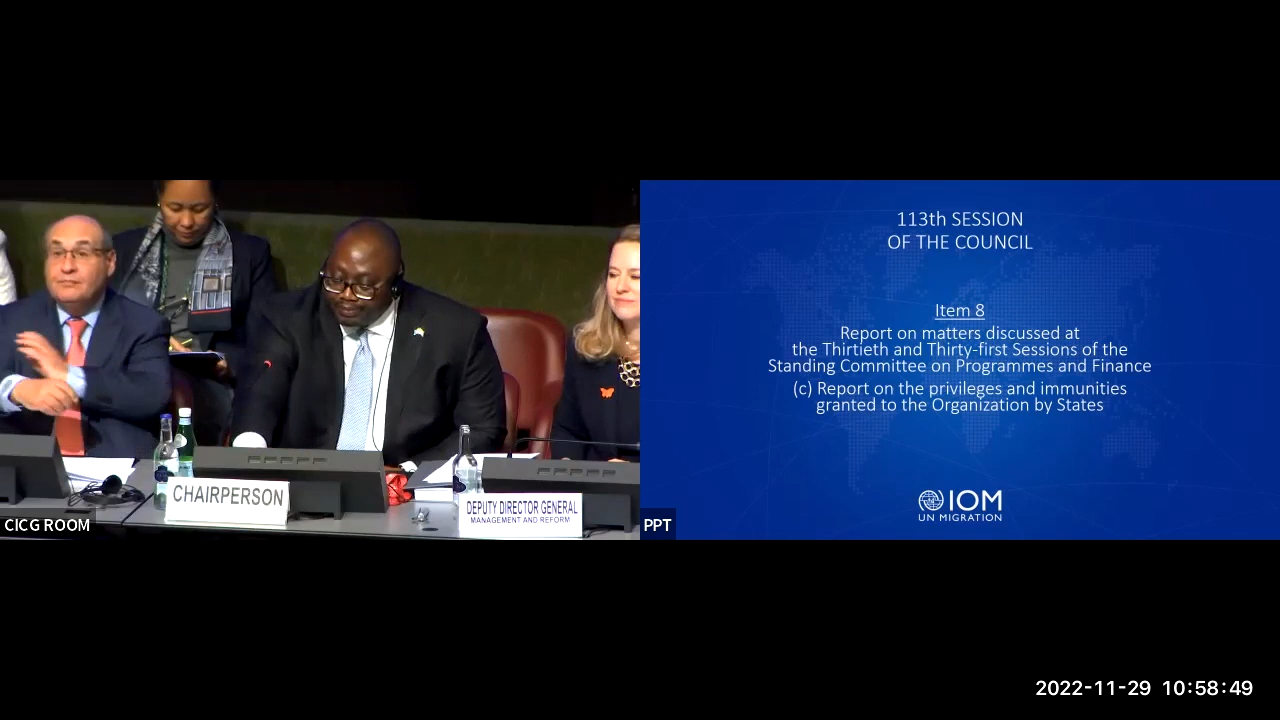 CHAIRPERSON
DEPUTY DIRECTOR GENERAL
MANAGEMENT AND REFORM
CICG ROOM
113th SESSION
OF THE COUNCIL
Item 8
Report on matters discussed at
the Thirtieth and Thirty-first Sessions of the
Standing Committee on Programmes and Finance
(c) Report on the privileges and immunities
granted to the Organization by States
IOM
UN MIGRATION
PPT
2022-11-29 10:58:49